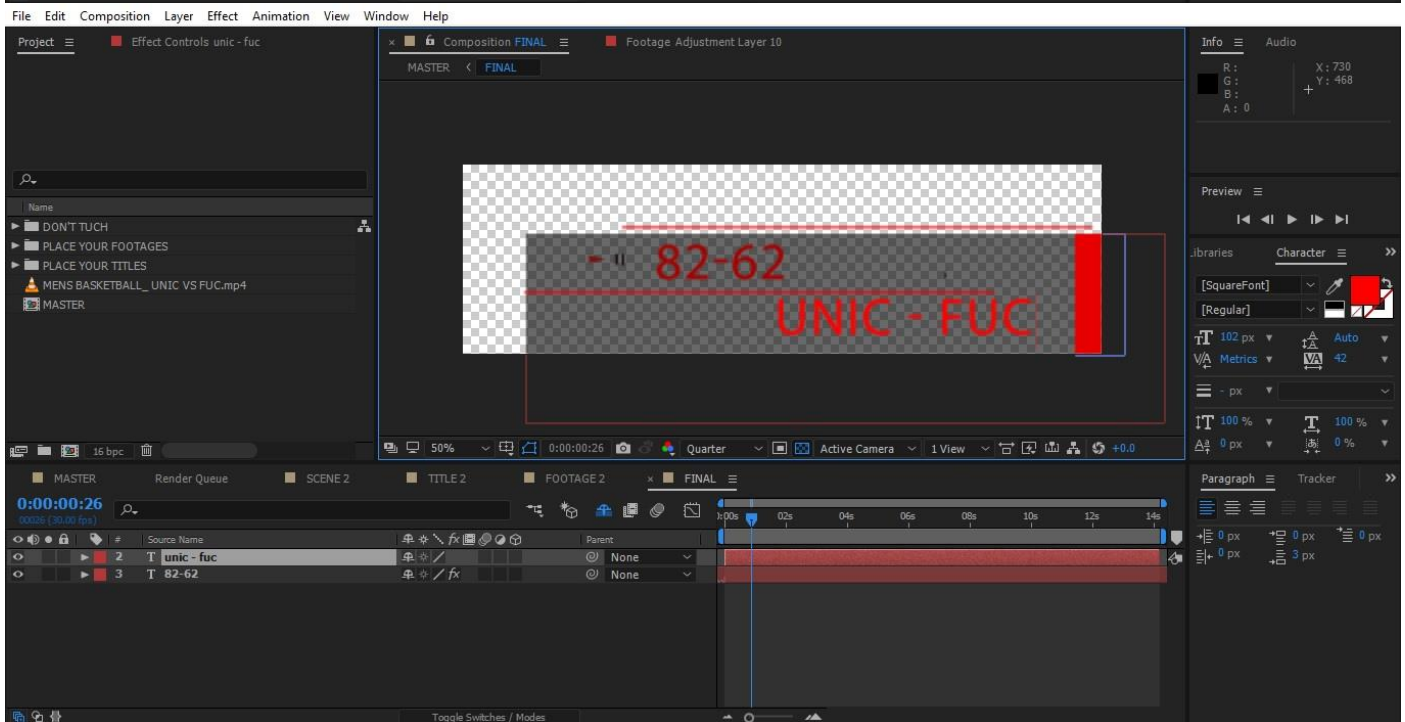 File Edit Composition Layer Effect Animation View Window Help
Project Effect Controls unic - fuc
Composition FINAL Footage Adjustment Layer 10
MASTER FINAL
Info Audio
R: X: 730
G: Y: 468
B:
A: 0
Name
DON'T TUCH
PLACE YOUR FOOTAGES
PLACE YOUR TITLES
MENS BASKETBALL_ UNIC VS FUC.mp4
MASTER
82-62
UNIC - FUC
Preview
Character
[SquareFont]
[Regular]
102 px Auto
Metrics 42
- px
100 % 100 %
0 px 0 %
16 bpc
50% 0:00:00:26 Quarter Active Camera 1 View +0.0
MASTER Render Queue SCENE 2 TITLE 2 FOOTAGE 2 FINAL
Paragraph Tracker
0:00:00:26
00026 (30.00 fps)
02s 04s 06s 08s 10s 12s 14s
# Source Name Parent
2 T unic - fuc None
3 T 82-62 fx None
0 px 0 px 0 px
0 px 3 px
Toggle Switches / Modes